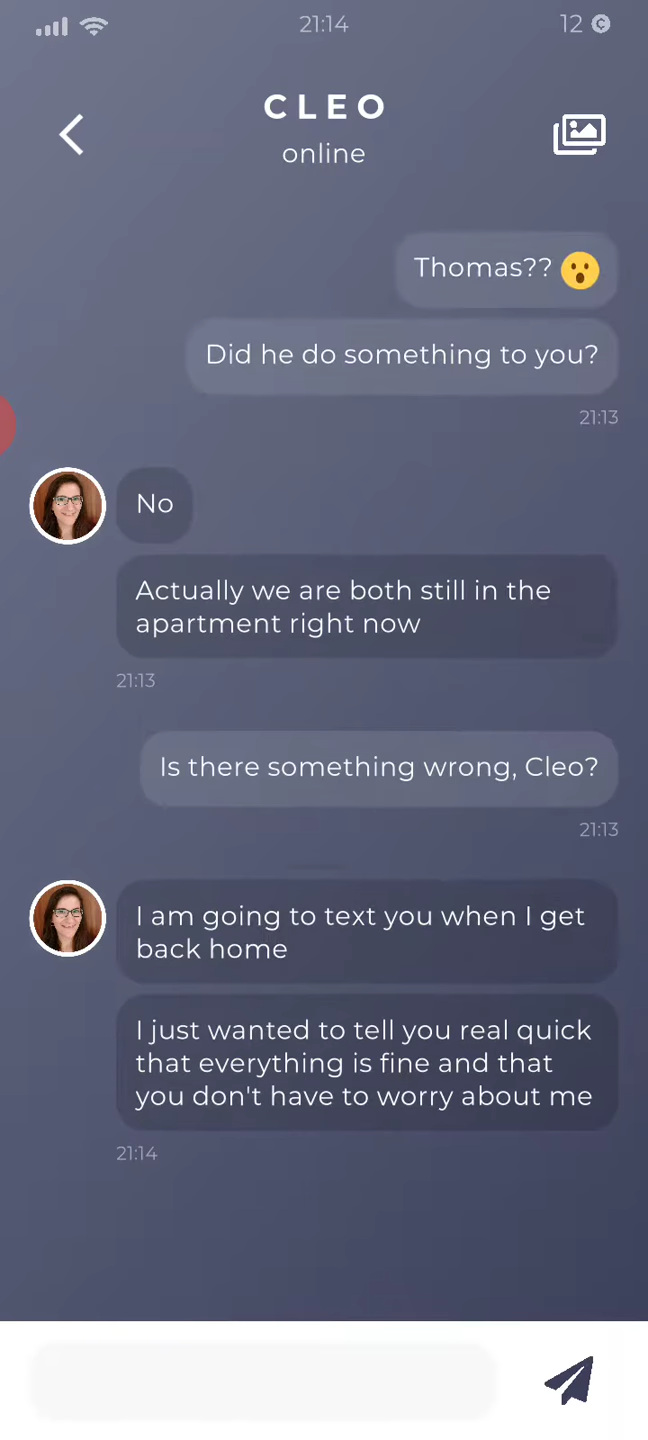 21:14
12
CLEO
online
Thomas?? 😮
Did he do something to you?
21:13
No
Actually we are both still in the
apartment right now
21:13
Is there something wrong, Cleo?
21:13
I am going to text you when I get
back home
I just wanted to tell you real quick
that everything is fine and that
you don't have to worry about me
21:14